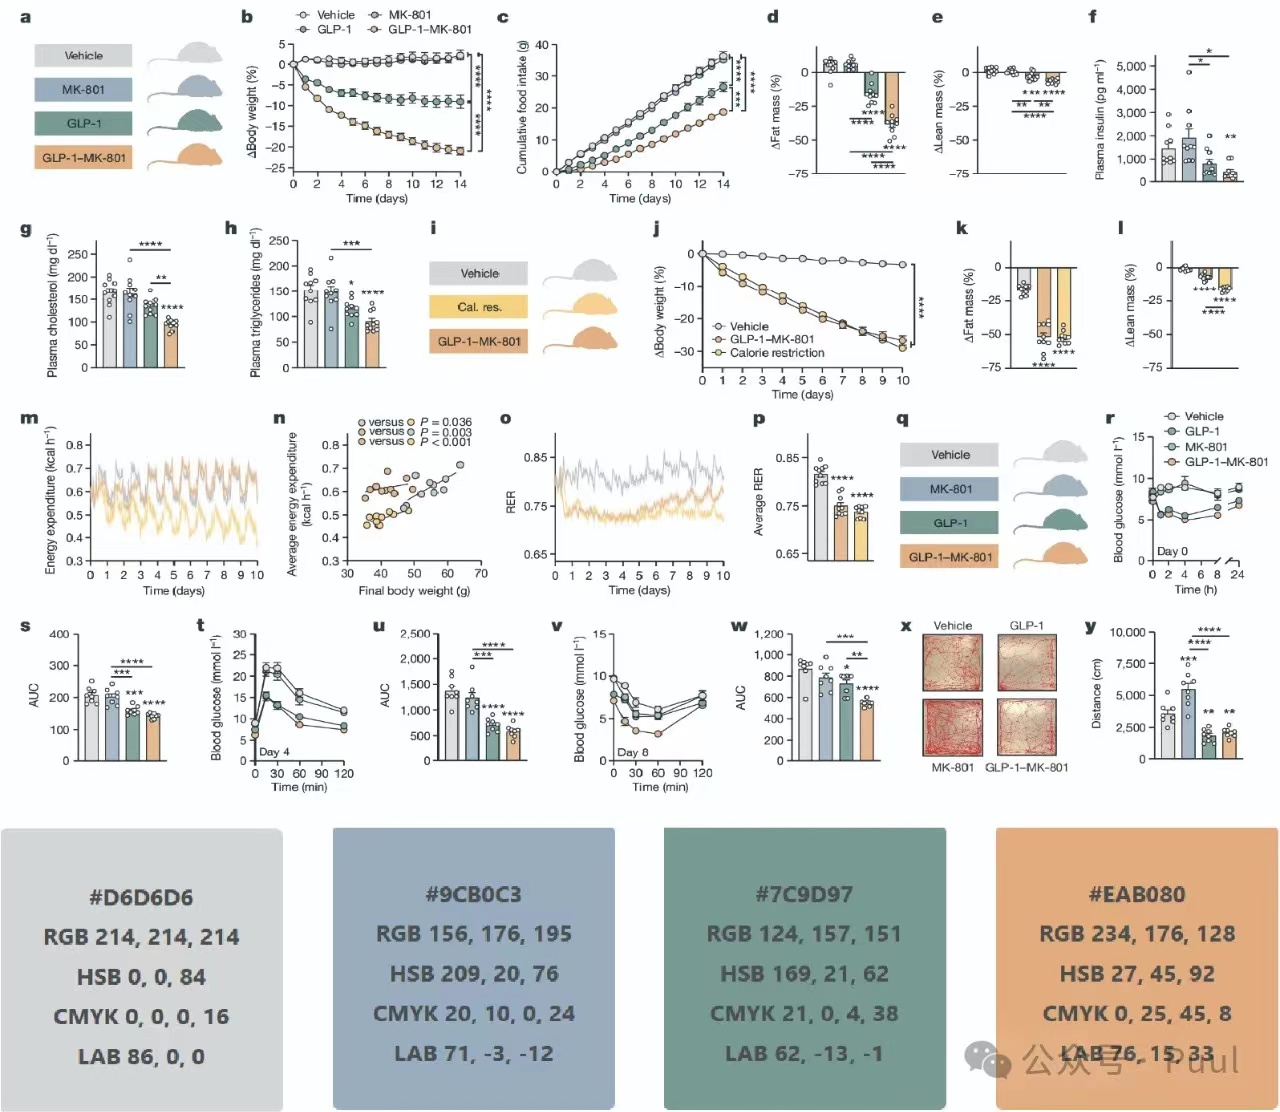 a
Vehicle
MK-801
GLP-1
GLP-1–MK-801
b
Vehicle
MK-801
GLP-1
GLP-1–MK-801
ΔBody weight (%)
5
0
−5
−10
−15
−20
−25
0 2 4 6 8 10 12 14
Time (days)
****
****
****
c
Cumulative food intake (g)
40
30
20
10
0
0 2 4 6 8 10 12 14
Time (days)
****
****
***
d
ΔFat mass (%)
0
−25
−50
−75
****
****
****
****
****
e
ΔLean mass (%)
0
−25
−50
−75
*** ****
** **
****
f
Plasma insulin (pg ml−1)
5,000
4,000
3,000
2,000
1,000
0
*
*
**
g
Plasma cholesterol (mg dl−1)
250
200
150
100
50
0
****
**
****
h
Plasma triglycerides (mg dl−1)
250
200
150
100
50
0
***
*
****
i
Vehicle
Cal. res.
GLP-1–MK-801
j
ΔBody weight (%)
0
−10
−20
−30
Vehicle
GLP-1–MK-801
Calorie restriction
0 1 2 3 4 5 6 7 8 9 10
Time (days)
****
k
ΔFat mass (%)
0
−25
−50
−75
****
****
l
ΔLean mass (%)
0
−25
−50
−75
****
****
****
m
Energy expenditure (kcal h−1)
0.8
0.7
0.6
0.5
0.4
0.3
0 1 2 3 4 5 6 7 8 9 10
Time (days)
n
versus P = 0.036
versus P = 0.003
versus P < 0.001
Average energy expenditure
(kcal h−1)
0.8
0.7
0.6
0.5
0.4
0.3
30 40 50 60 70
Final body weight (g)
o
RER
0.85
0.75
0.65
0 1 2 3 4 5 6 7 8 9 10
Time (days)
p
Average RER
0.85
0.75
0.65
****
****
q
Vehicle
MK-801
GLP-1
GLP-1–MK-801
r
Vehicle
GLP-1
MK-801
GLP-1–MK-801
Blood glucose (mmol l−1)
15
10
5
0
Day 0
0 2 4 8 24
Time (h)
s
AUC
400
300
200
100
0
****
***
***
****
t
Blood glucose (mmol l−1)
30
25
20
15
10
5
0
Day 4
0 30 60 90 120
Time (min)
u
AUC
2,500
2,000
1,500
1,000
500
0
****
***
****
****
v
Blood glucose (mmol l−1)
15
10
5
0
Day 8
0 30 60 90 120
Time (min)
w
AUC
1,200
1,000
800
600
400
200
0
***
**
*
****
x
Vehicle
GLP-1
MK-801
GLP-1–MK-801
y
Distance (cm)
10,000
7,500
5,000
2,500
0
****
****
***
**
**
#D6D6D6
RGB 214, 214, 214
HSB 0, 0, 84
CMYK 0, 0, 0, 16
LAB 86, 0, 0
#9CB0C3
RGB 156, 176, 195
HSB 209, 20, 76
CMYK 20, 10, 0, 24
LAB 71, -3, -12
#7C9D97
RGB 124, 157, 151
HSB 169, 21, 62
CMYK 21, 0, 4, 38
LAB 62, -13, -1
#EAB080
RGB 234, 176, 128
HSB 27, 45, 92
CMYK 0, 25, 45, 8
LAB 76, 15, 33
公众号 · Puul